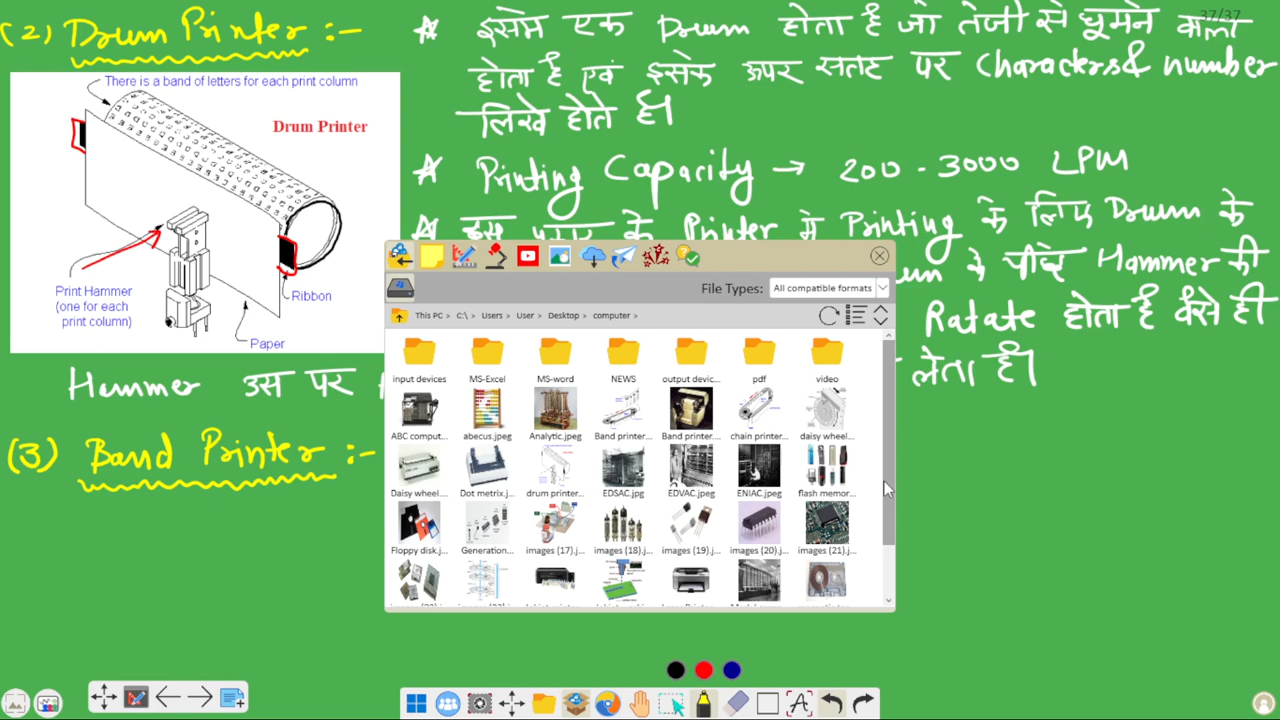 37/37
(2) Drum Printer :-
There is a band of letters for each print column
Drum Printer
Print Hammer
(one for each
print column)
Ribbon
Paper
★ इसमे एक Drum होता है जो तेजी से घूमने वाला
होता है एवं इसके ऊपर सतह पर Characters & number
लिखे होते है।
★ Printing Capacity → 200 - 3000 LPM
★ इस के Printer में Printing के लिए Drum के
के पीछे Hammer की
Ratate होता है वैसे ही
Hammer उस पर
लेता है।
(3) Band Printer :-
File Types: All compatible formats
This PC > C:\ > Users > User > Desktop > computer >
input devices MS-Excel MS-word NEWS output devic... pdf video
ABC comput... abecus.jpeg Analytic.jpeg Band printer... Band printer... chain printer... daisy wheel...
Daisy wheel... Dot metrix.j... drum printer... EDSAC.jpg EDVAC.jpeg ENIAC.jpeg flash memor...
Floppy disk.j... Generation... images (17).j... images (18).j... images (19).j... images (20).j... images (21).j...